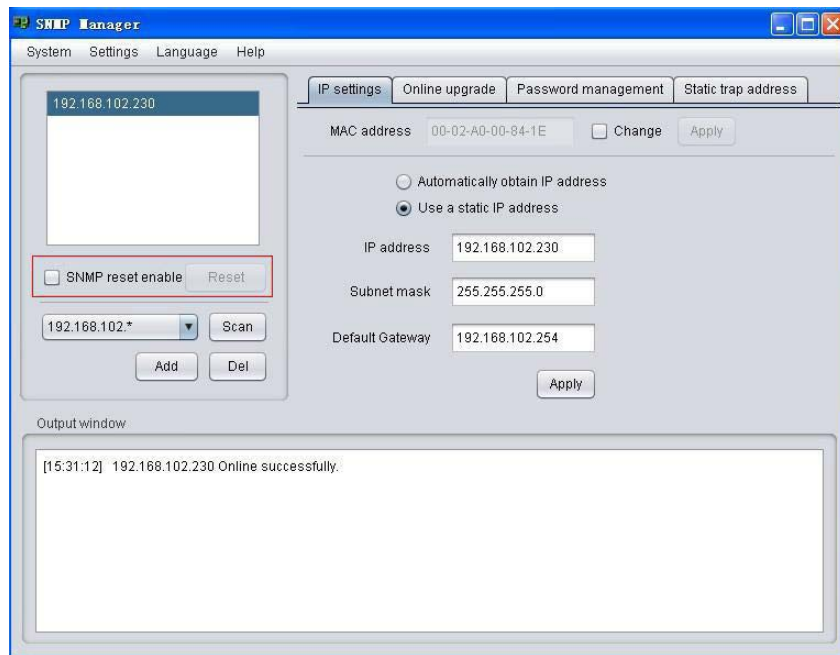 SNMP Manager
System Settings Language Help
192.168.102.230
SNMP reset enable Reset
192.168.102.* Scan
Add Del
IP settings Online upgrade Password management Static trap address
MAC address 00-02-A0-00-84-1E Change Apply
Automatically obtain IP address
Use a static IP address
IP address 192.168.102.230
Subnet mask 255.255.255.0
Default Gateway 192.168.102.254
Apply
Output window
[15:31:12] 192.168.102.230 Online successfully.